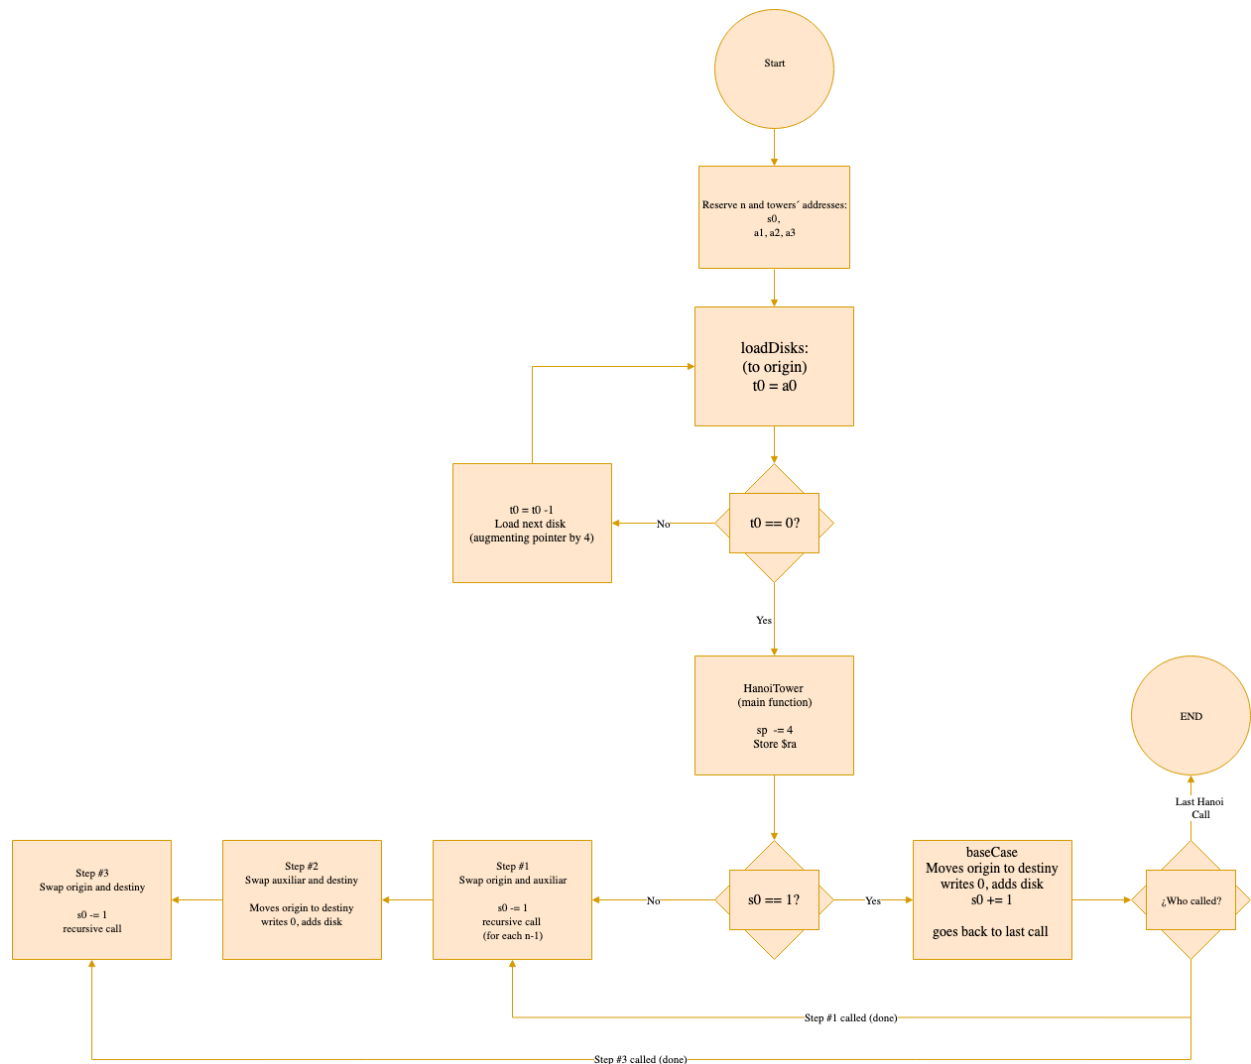 Start
Reserve n and towers´ addresses:
s0,
a1, a2, a3
loadDisks:
(to origin)
t0 = a0
t0 = t0 -1
Load next disk
(augmenting pointer by 4)
No
t0 == 0?
Yes
HanoiTower
(main function)
sp -= 4
Store $ra
END
Last Hanoi
Call
Step #3
Swap origin and destiny
s0 -= 1
recursive call
Step #2
Swap auxiliar and destiny
Moves origin to destiny
writes 0, adds disk
Step #1
Swap origin and auxiliar
s0 -= 1
recursive call
(for each n-1)
No
s0 == 1?
Yes
baseCase
Moves origin to destiny
writes 0, adds disk
s0 += 1
goes back to last call
¿Who called?
Step #1 called (done)
Step #3 called (done)